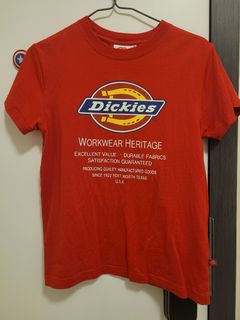 Dickies
WORKWEAR HERITAGE
EXCELLENT VALUE DURABLE FABRICS
SATISFACTION GUARANTEED
PRODUCING QUALITY MANUFACTURED GOODS
SINCE 1922 FORT WORTH TEXAS
U.S.A